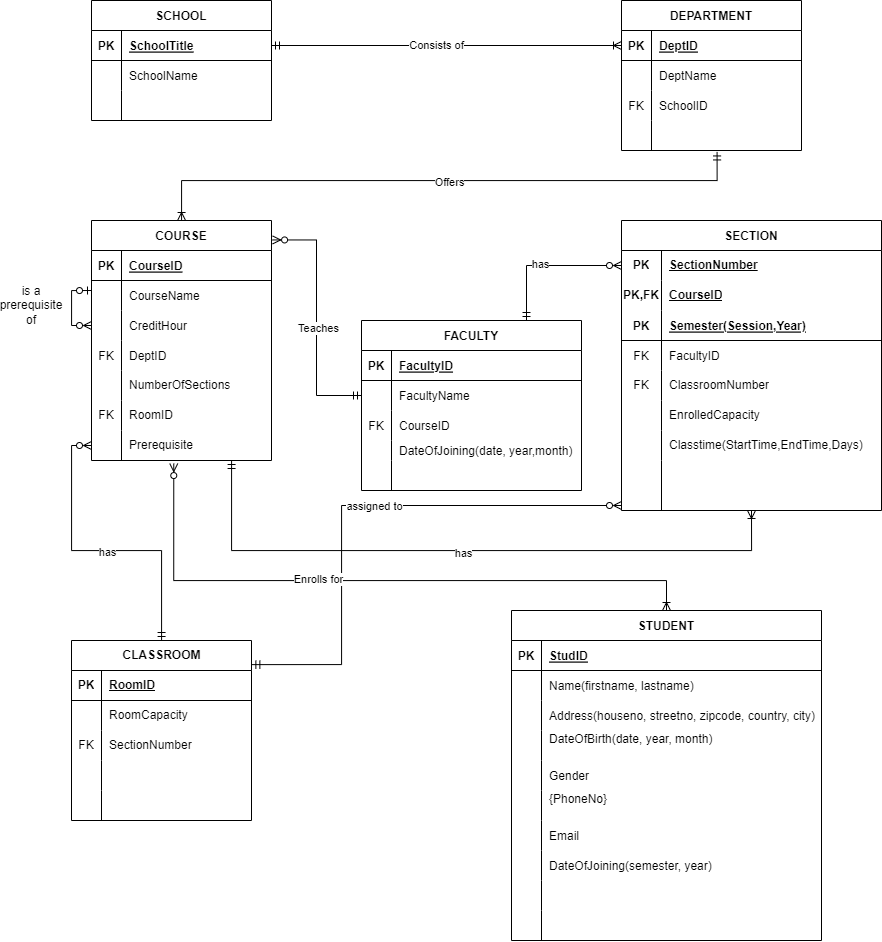 SCHOOL
PK SchoolTitle
SchoolName
Consists of
DEPARTMENT
PK DeptID
DeptName
FK SchoolID
Offers
COURSE
PK CourseID
CourseName
CreditHour
FK DeptID
NumberOfSections
FK RoomID
Prerequisite
is a
prerequisite
of
Teaches
has
FACULTY
PK FacultyID
FacultyName
FK CourseID
DateOfJoining(date, year,month)
SECTION
PK SectionNumber
PK,FK CourseID
PK Semester(Session,Year)
FK FacultyID
FK ClassroomNumber
EnrolledCapacity
Classtime(StartTime,EndTime,Days)
assigned to
has
has
Enrolls for
CLASSROOM
PK RoomID
RoomCapacity
FK SectionNumber
STUDENT
PK StudID
Name(firstname, lastname)
Address(houseno, streetno, zipcode, country, city)
DateOfBirth(date, year, month)
Gender
{PhoneNo}
Email
DateOfJoining(semester, year)